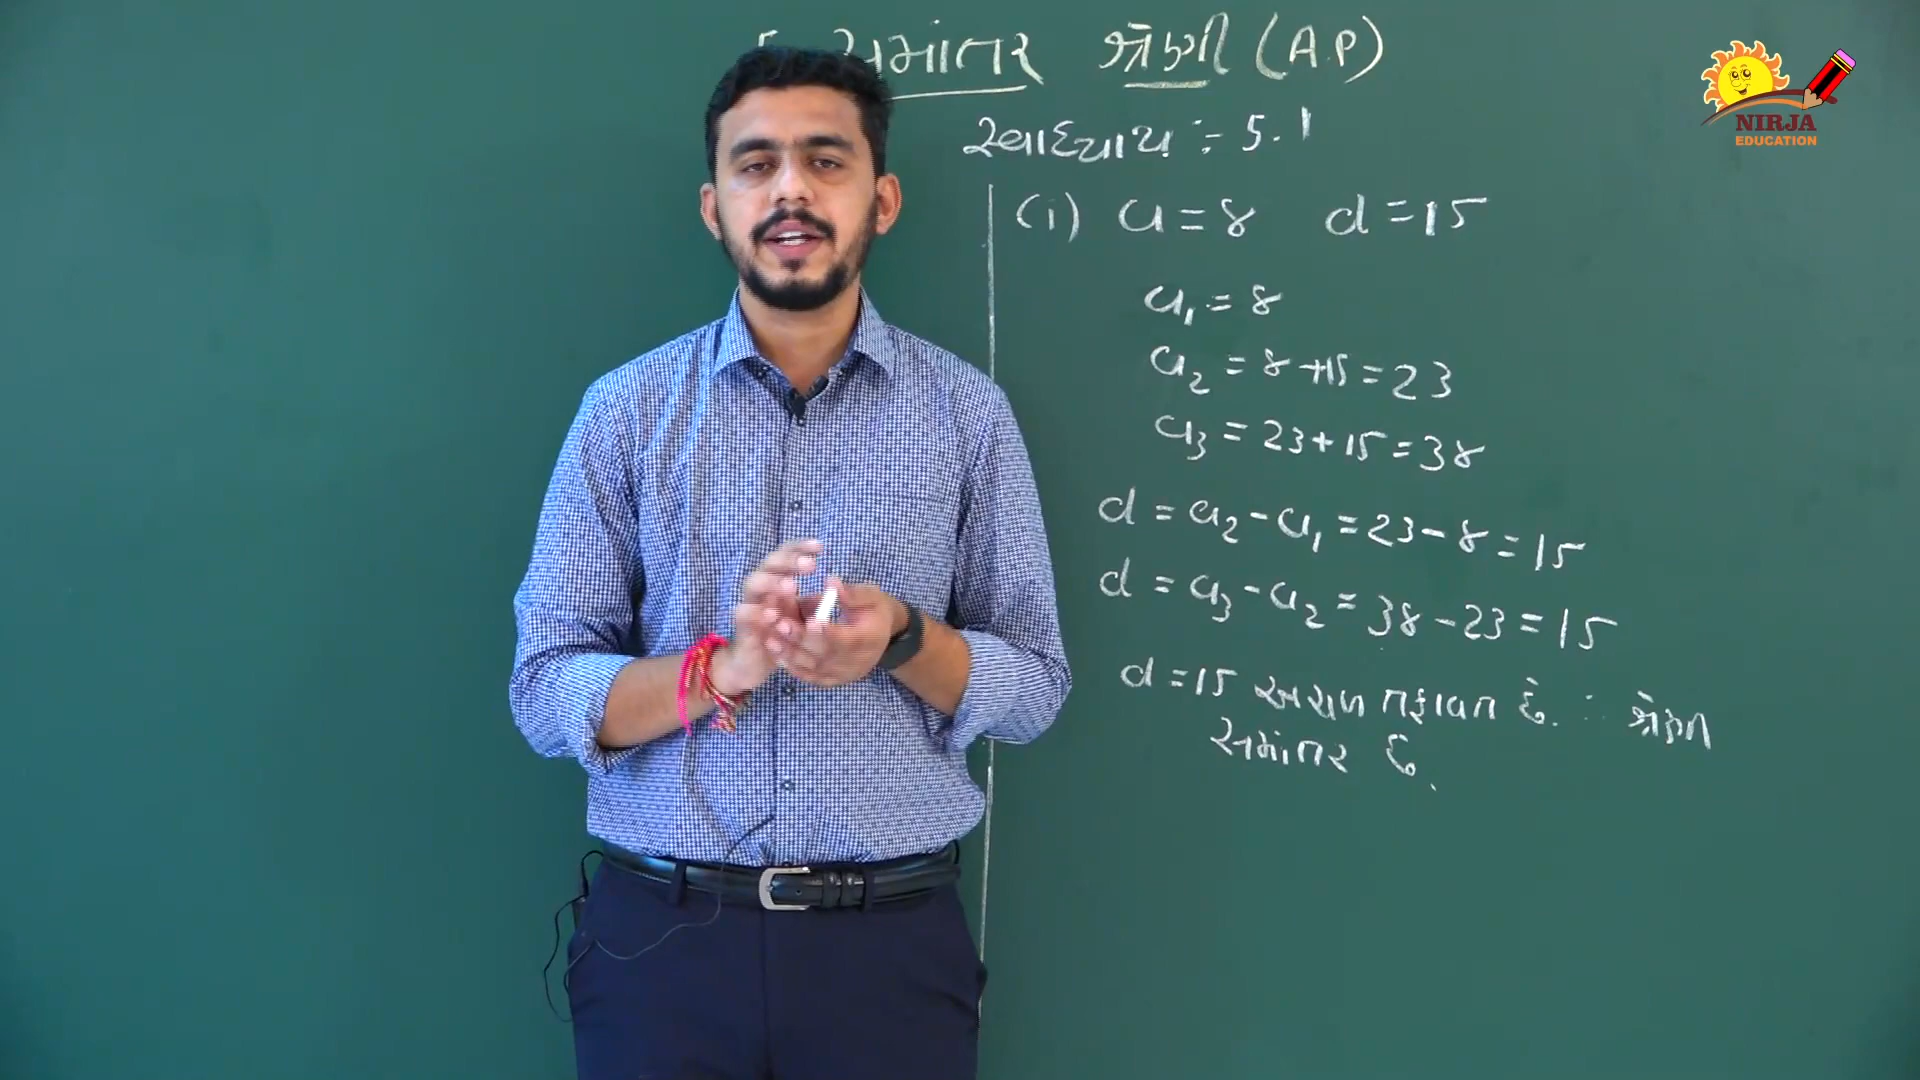 5. સમાંતર શ્રેણી (A.P)
સ્વાધ્યાય :- 5.1
(i) a = 8 d = 15
a₁ = 8
a₂ = 8 + 15 = 23
a₃ = 23 + 15 = 38
d = a₂ - a₁ = 23 - 8 = 15
d = a₃ - a₂ = 38 - 23 = 15
d = 15 અચળ તફાવત છે. ∴ શ્રેણી
સમાંતર છે.
NIRJA
EDUCATION